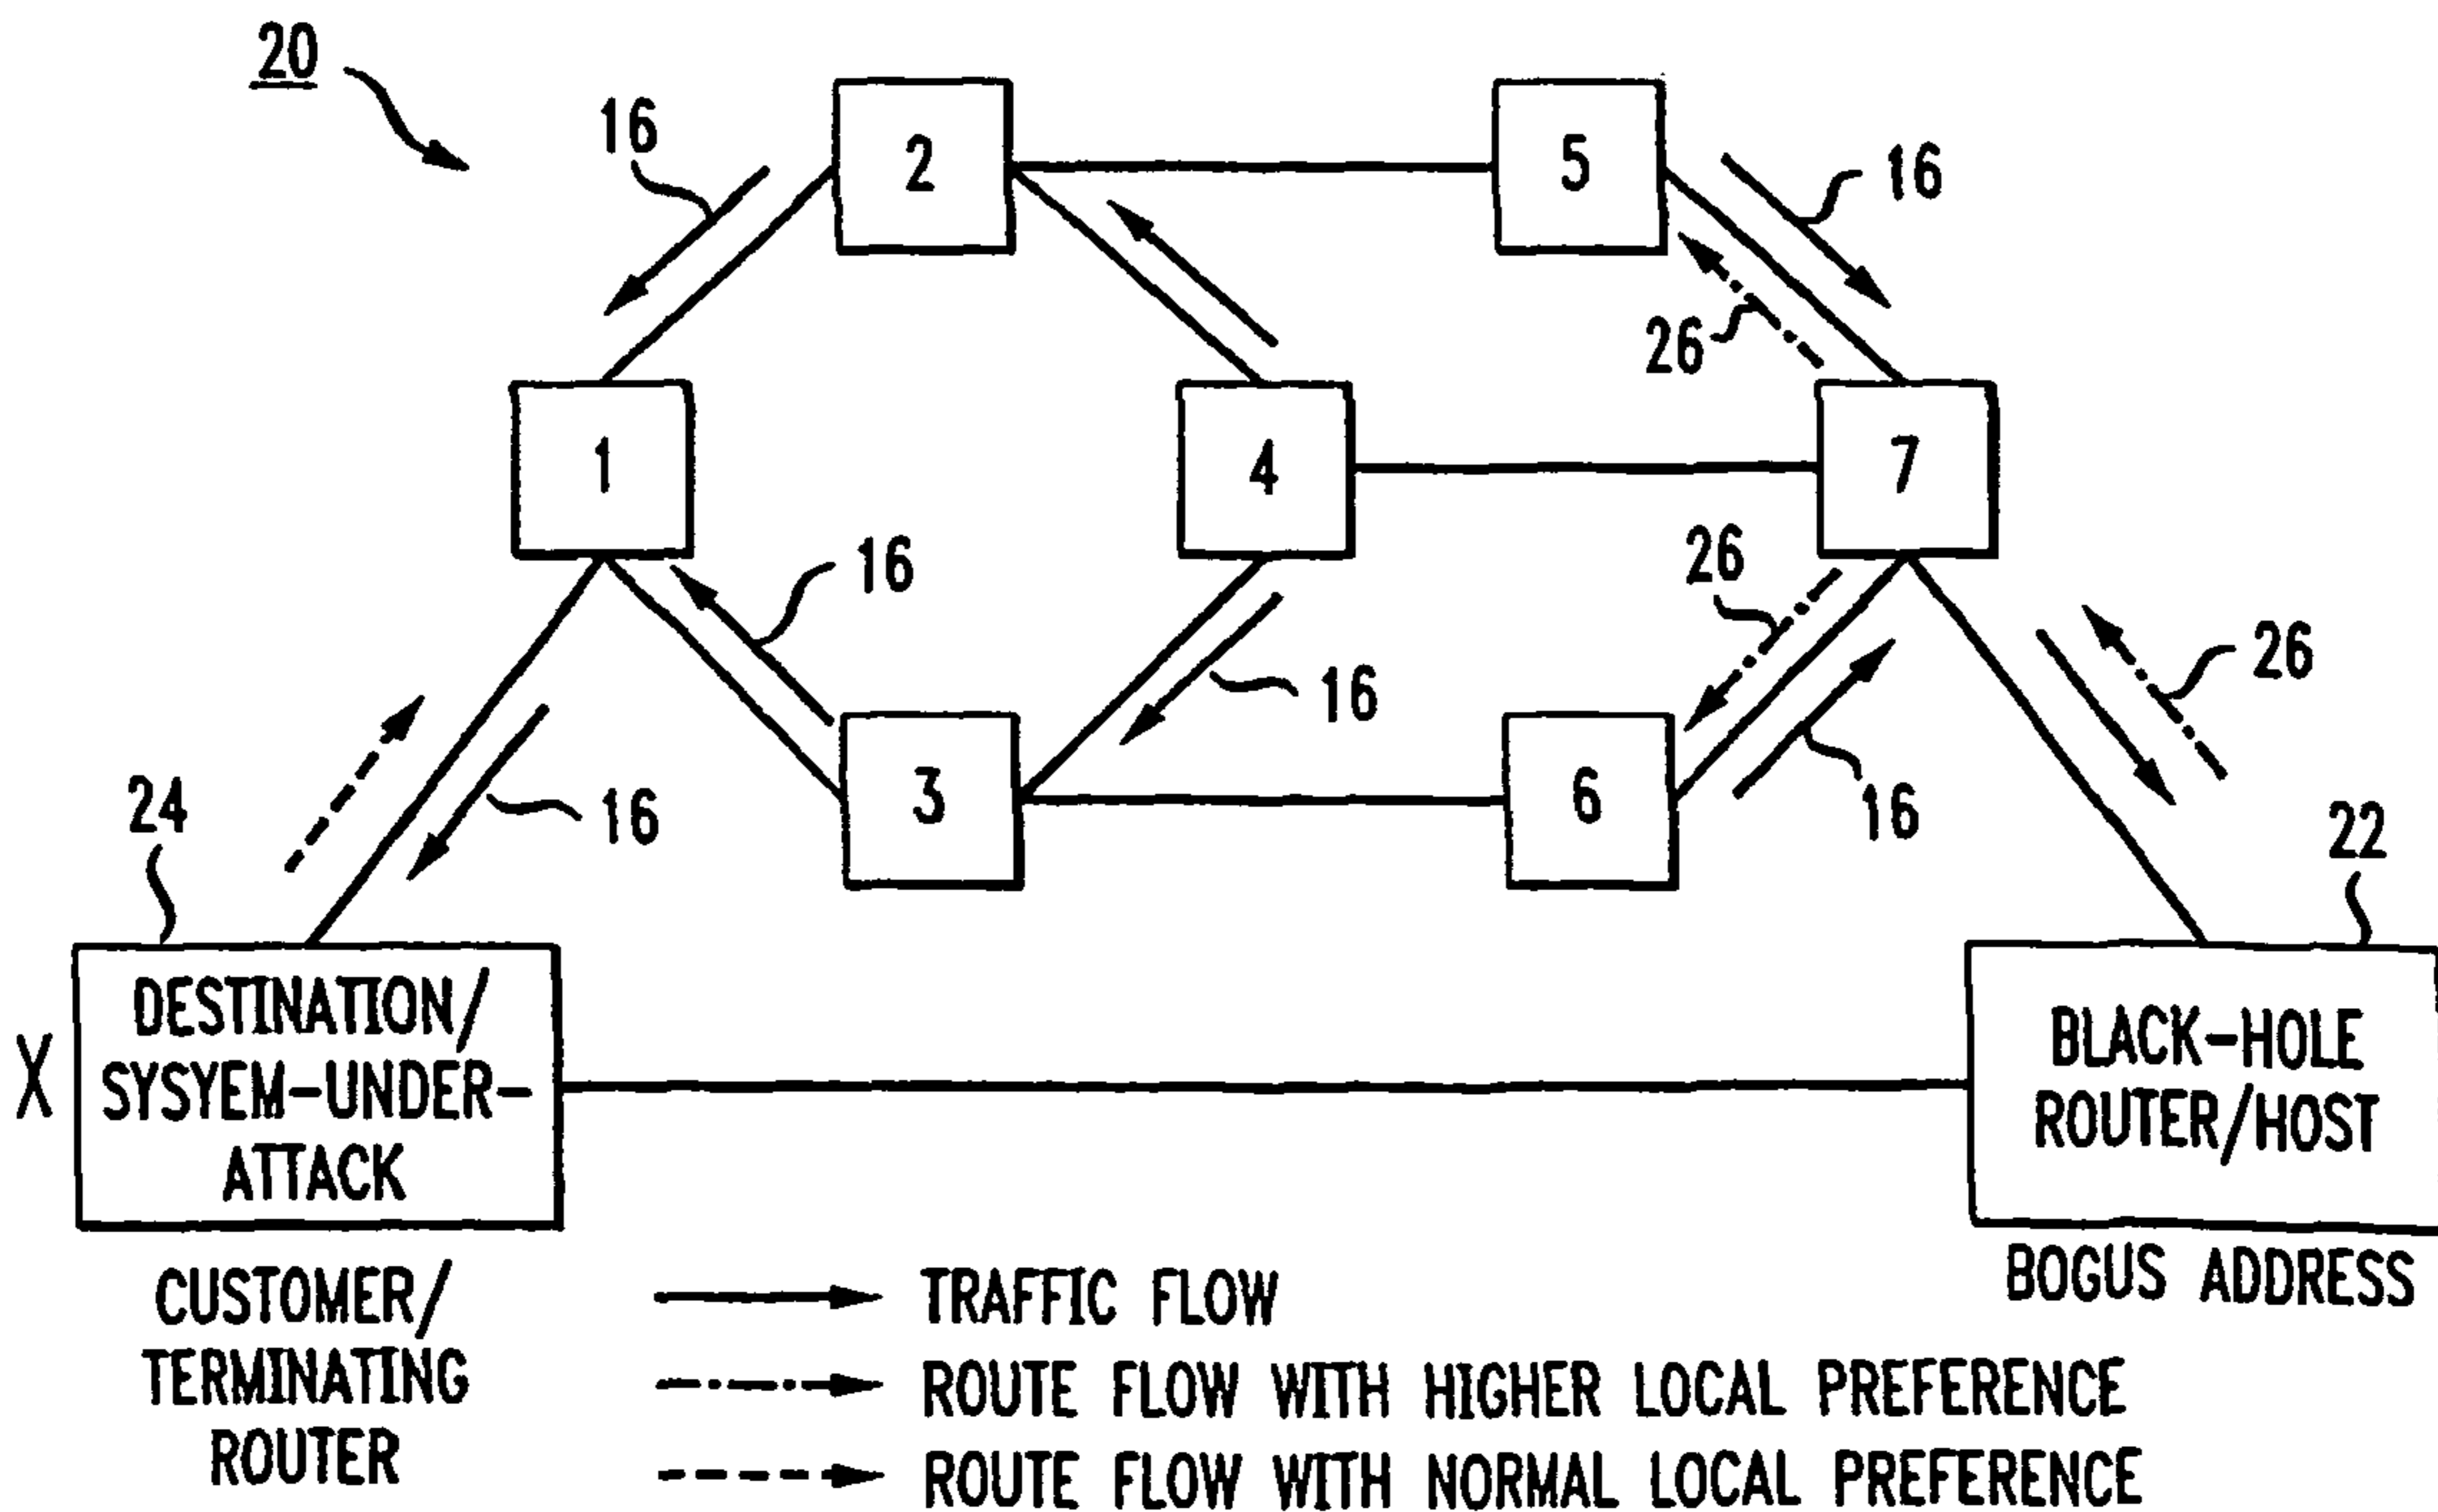 20
16
2
5
16
26
1
4
7
16
26
16
26
24
16
3
6
16
22
X
DESTINATION/
SYSYEM-UNDER-
ATTACK
BLACK-HOLE
ROUTER/HOST
BOGUS ADDRESS
CUSTOMER/
TERMINATING
ROUTER
TRAFFIC FLOW
ROUTE FLOW WITH HIGHER LOCAL PREFERENCE
ROUTE FLOW WITH NORMAL LOCAL PREFERENCE